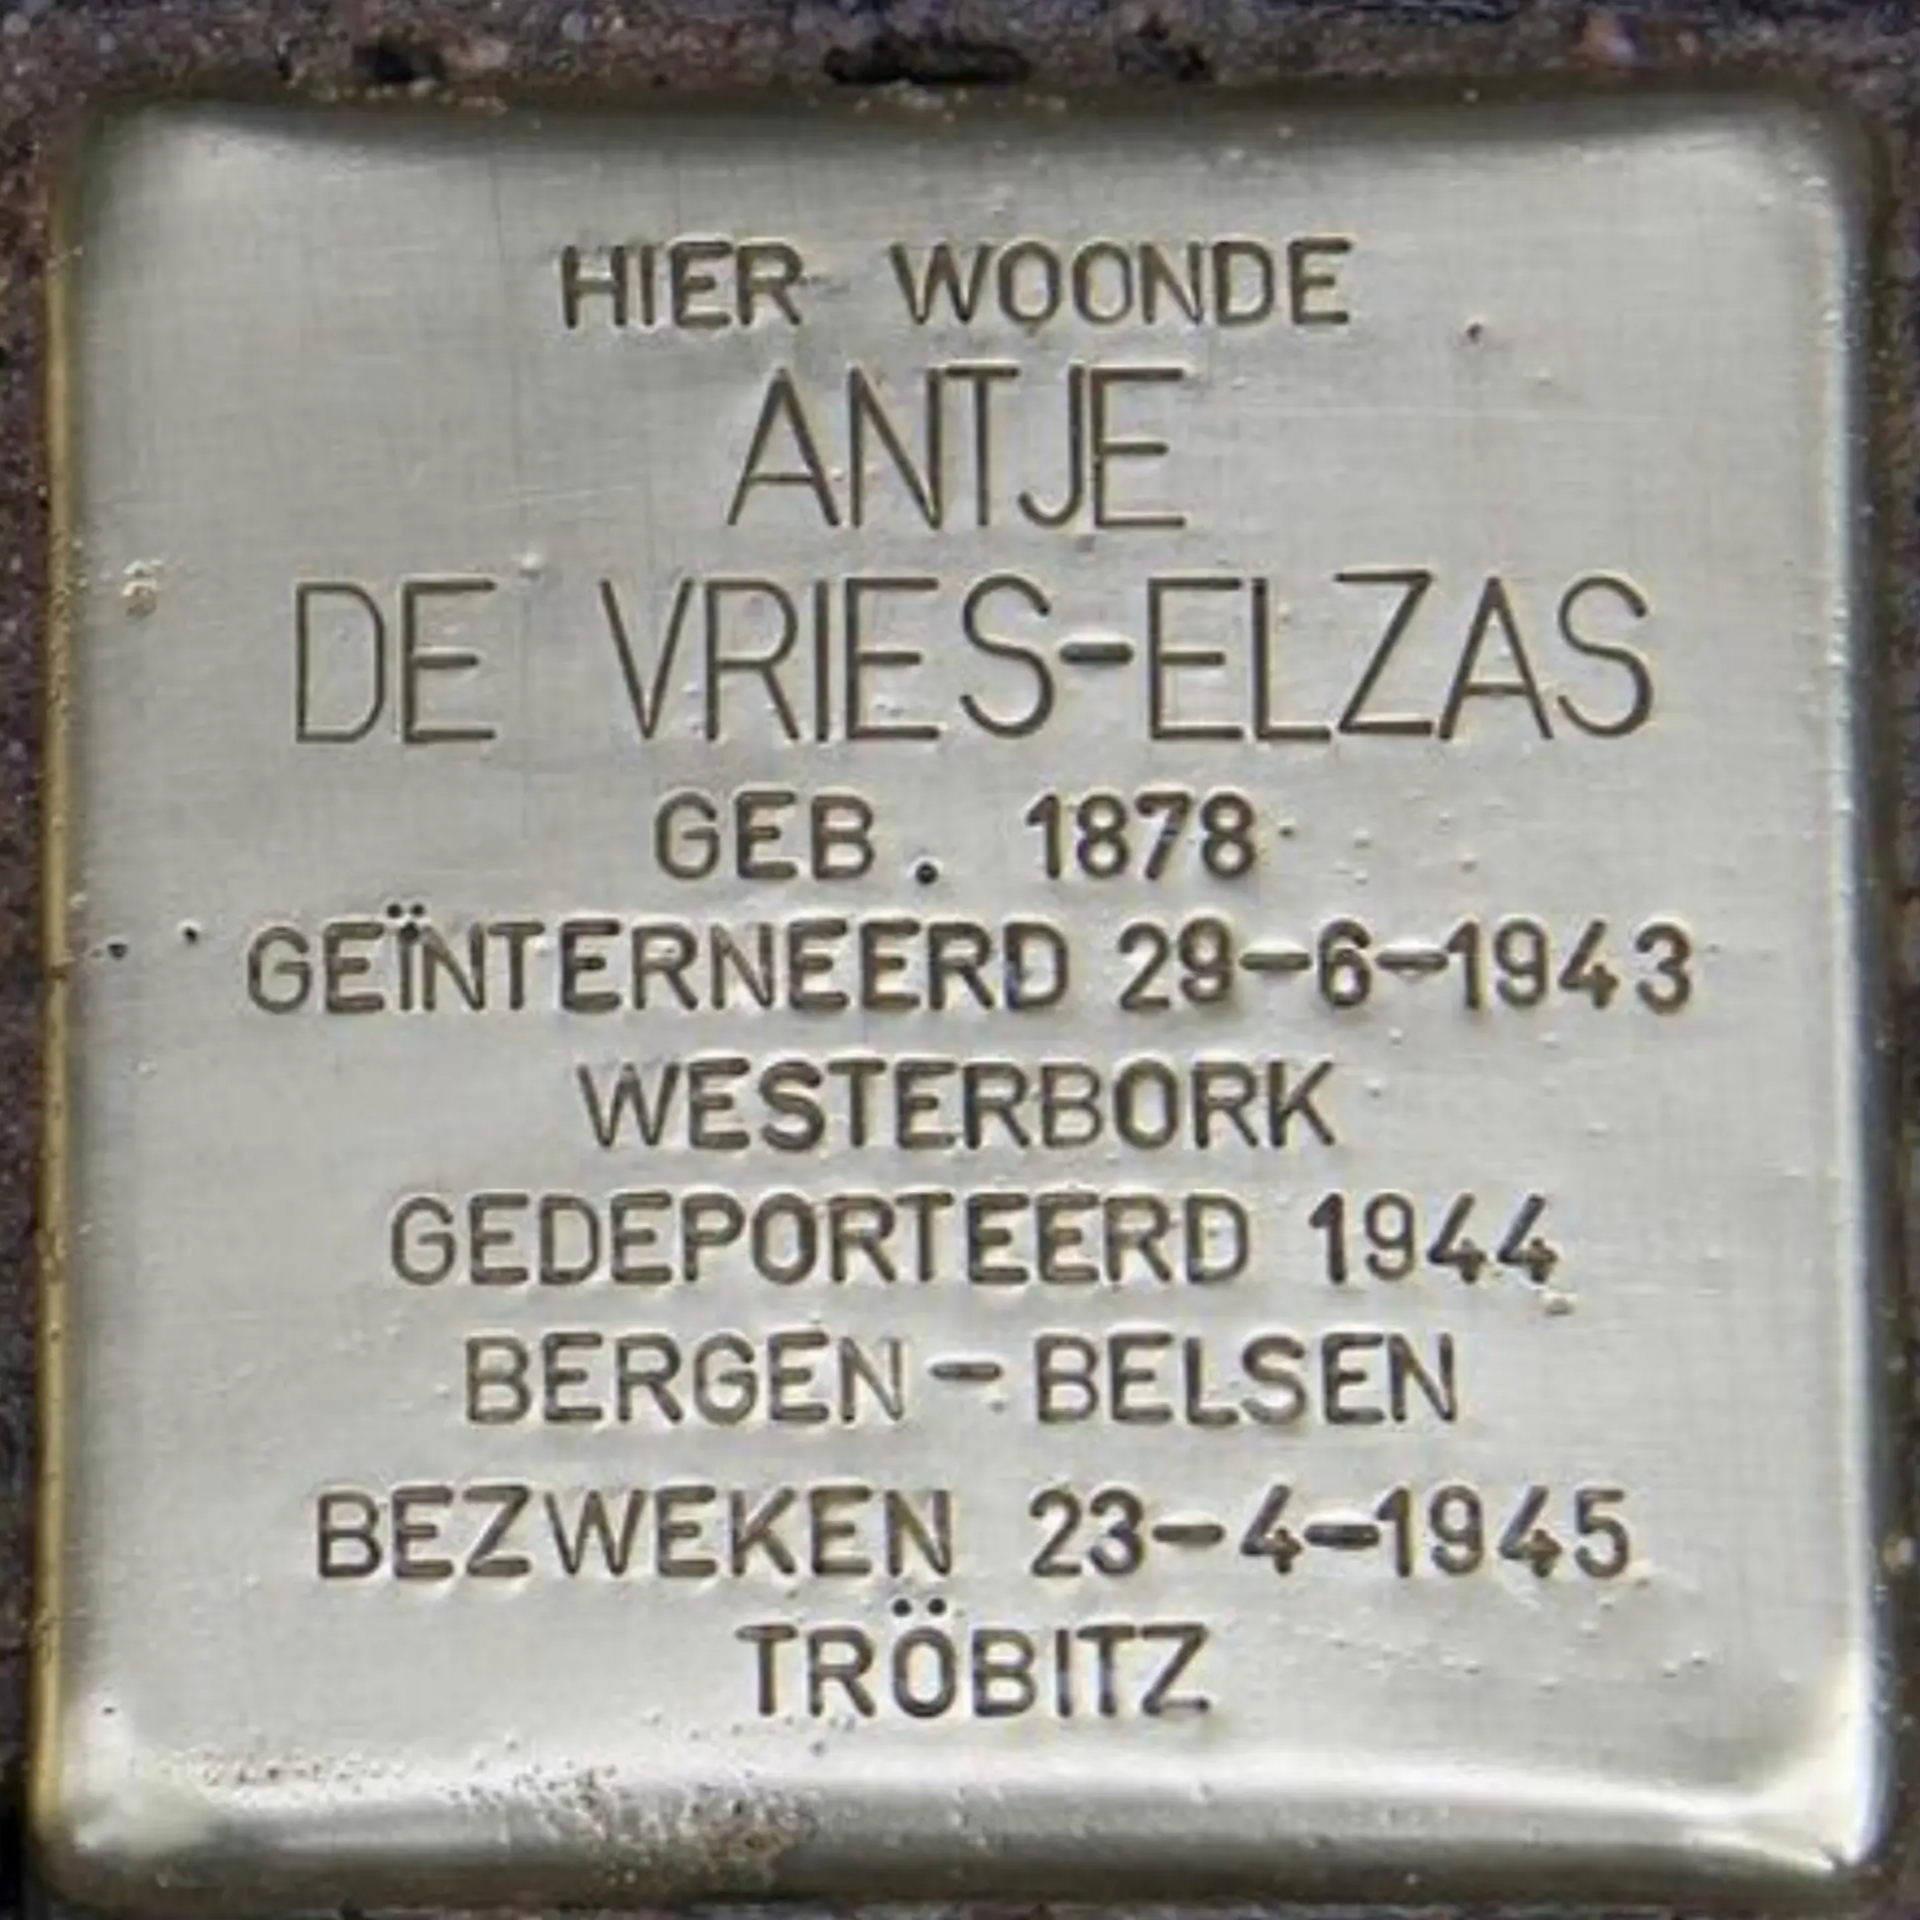 HIER WOONDE
ANTJE
DE VRIES-ELZAS
GEB. 1878
GEÏNTERNEERD 29-6-1943
WESTERBORK
GEDEPORTEERD 1944
BERGEN-BELSEN
BEZWEKEN 23-4-1945
TRÖBITZ